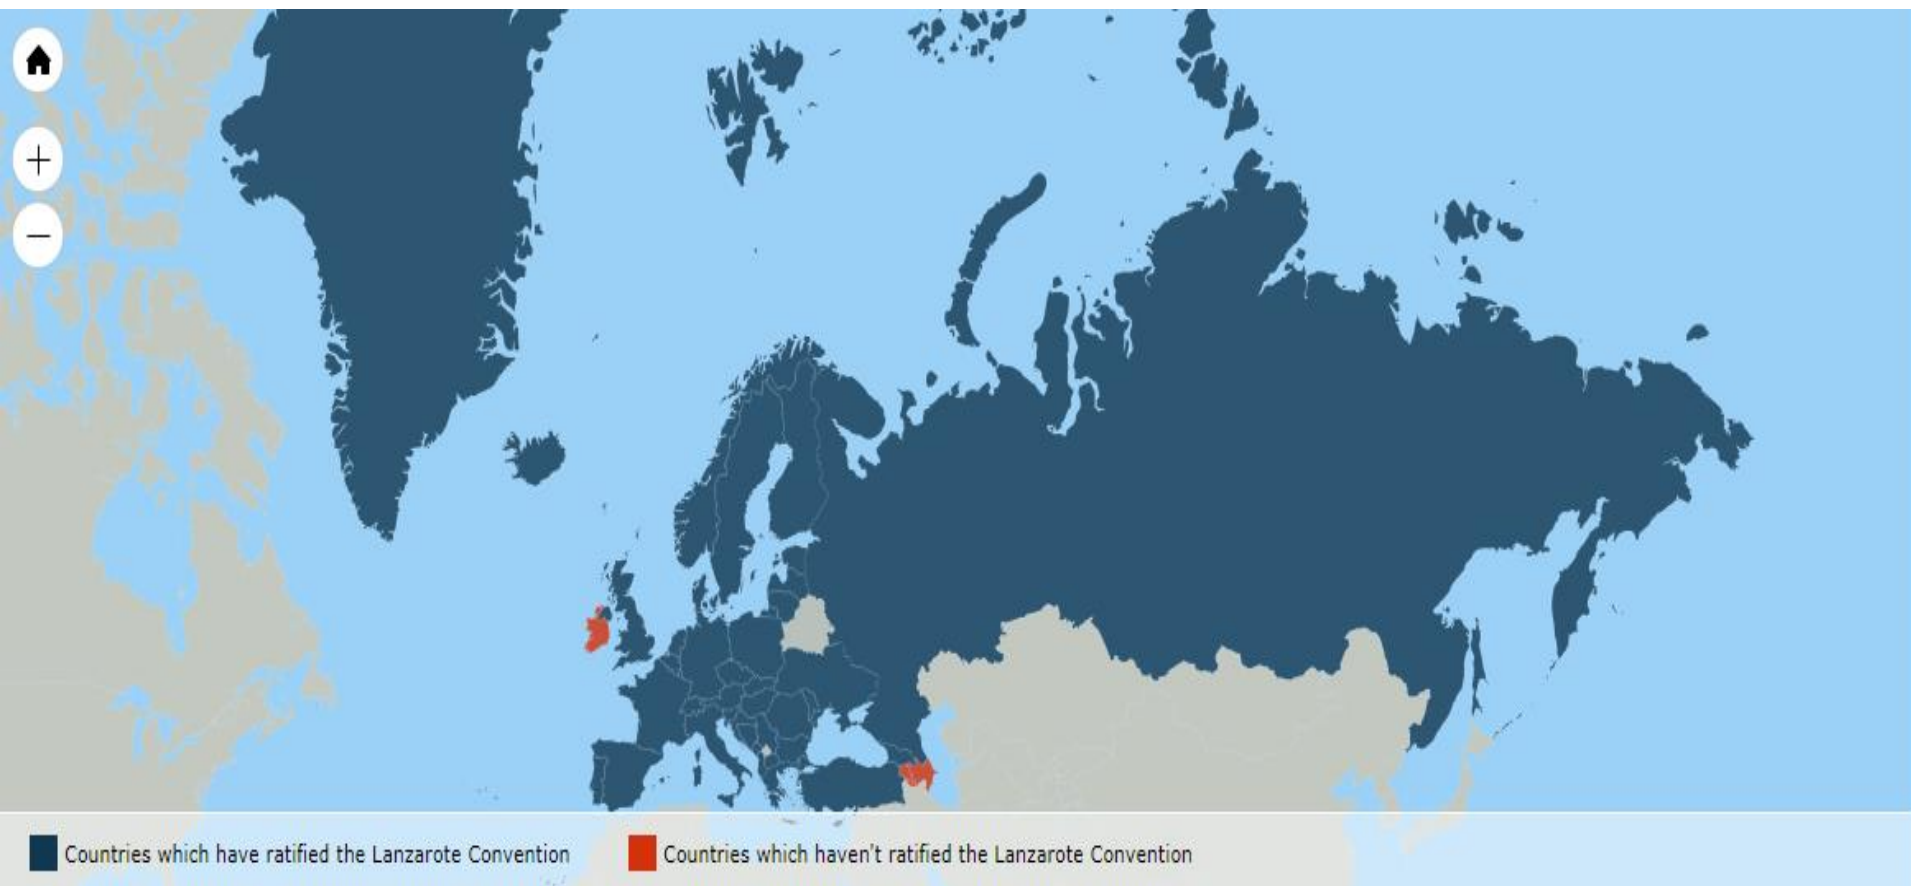 Countries which have ratified the Lanzarote Convention
Countries which haven't ratified the Lanzarote Convention